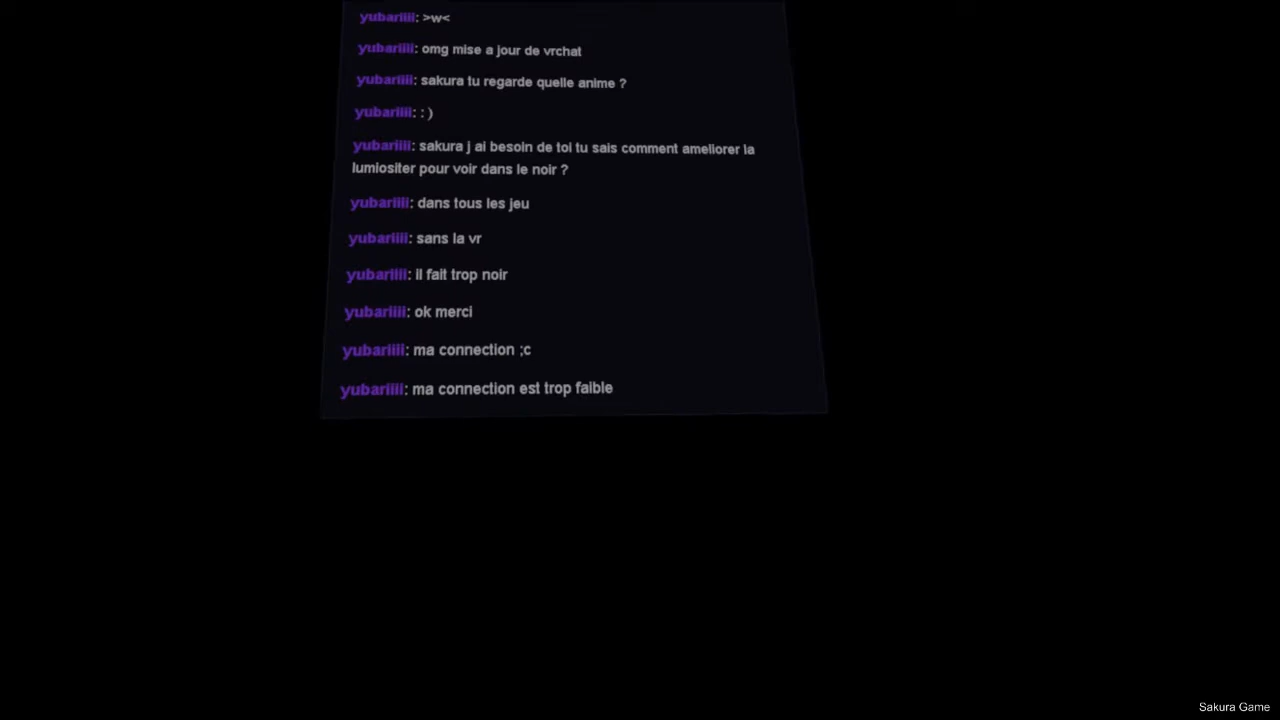 yubariiii: >w<
yubariiii: omg mise a jour de vrchat
yubariiii: sakura tu regarde quelle anime ?
yubariiii: : )
yubariiii: sakura j ai besoin de toi tu sais comment ameliorer la
lumiositer pour voir dans le noir ?
yubariiii: dans tous les jeu
yubariiii: sans la vr
yubariiii: il fait trop noir
yubariiii: ok merci
yubariiii: ma connection ;c
yubariiii: ma connection est trop faible
Sakura Game